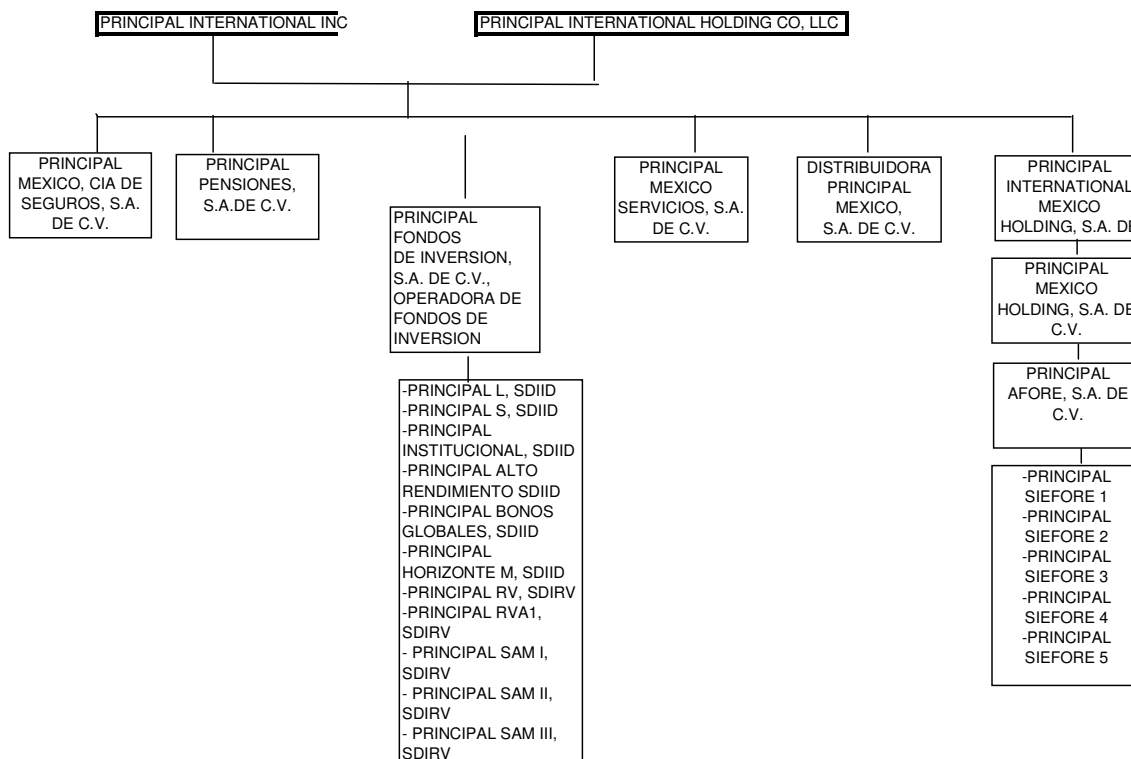 PRINCIPAL INTERNATIONAL INC
PRINCIPAL INTERNATIONAL HOLDING CO, LLC
PRINCIPAL
MEXICO, CIA DE
SEGUROS, S.A.
DE C.V.
PRINCIPAL
PENSIONES,
S.A.DE C.V.
PRINCIPAL
FONDOS
DE INVERSION,
S.A. DE C.V.,
OPERADORA DE
FONDOS DE
INVERSION
PRINCIPAL
MEXICO
SERVICIOS, S.A.
DE C.V.
DISTRIBUIDORA
PRINCIPAL
MEXICO,
S.A. DE C.V.
PRINCIPAL
INTERNATIONAL
MEXICO
HOLDING, S.A. DE
PRINCIPAL
MEXICO
HOLDING, S.A. DE
C.V.
PRINCIPAL
AFORE, S.A. DE
C.V.
-PRINCIPAL L, SDIID
-PRINCIPAL S, SDIID
-PRINCIPAL
INSTITUCIONAL, SDIID
-PRINCIPAL ALTO
RENDIMIENTO SDIID
-PRINCIPAL BONOS
GLOBALES, SDIID
-PRINCIPAL
HORIZONTE M, SDIID
-PRINCIPAL RV, SDIRV
-PRINCIPAL RVA1,
SDIRV
- PRINCIPAL SAM I,
SDIRV
- PRINCIPAL SAM II,
SDIRV
- PRINCIPAL SAM III,
SDIRV
-PRINCIPAL
SIEFORE 1
-PRINCIPAL
SIEFORE 2
-PRINCIPAL
SIEFORE 3
-PRINCIPAL
SIEFORE 4
-PRINCIPAL
SIEFORE 5